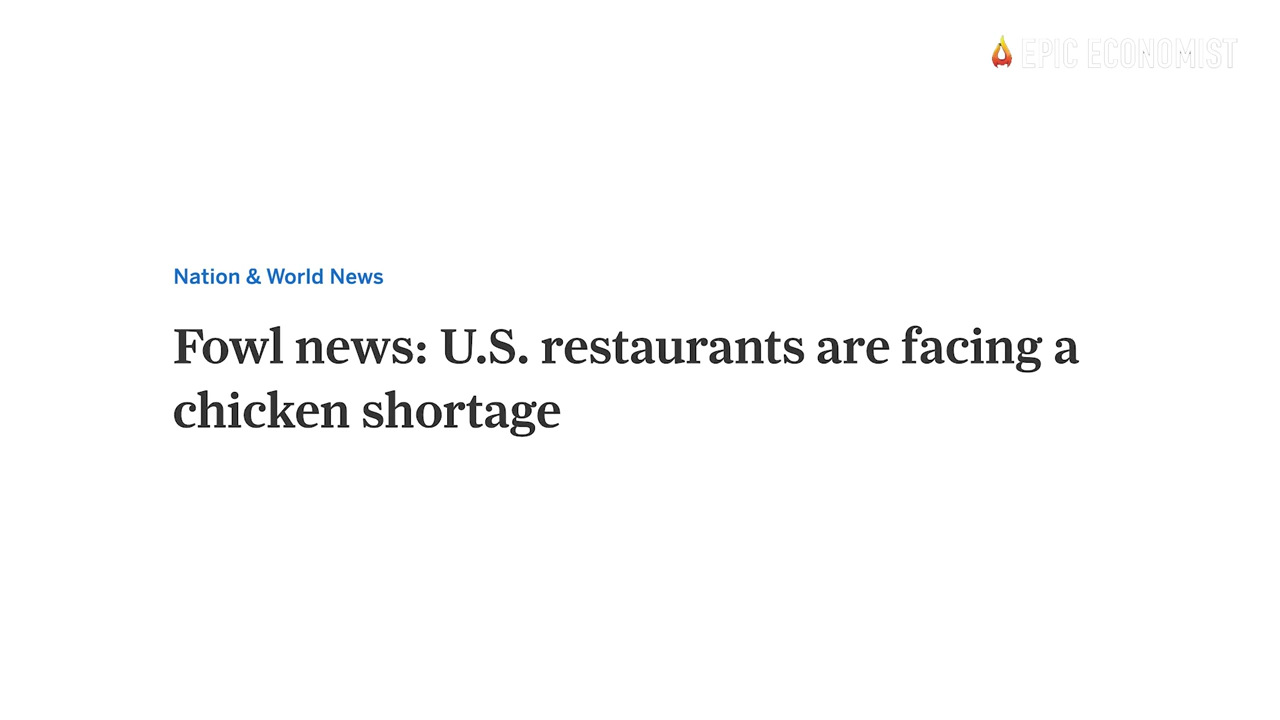 EPIC ECONOMIST
Nation & World News
Fowl news: U.S. restaurants are facing a
chicken shortage